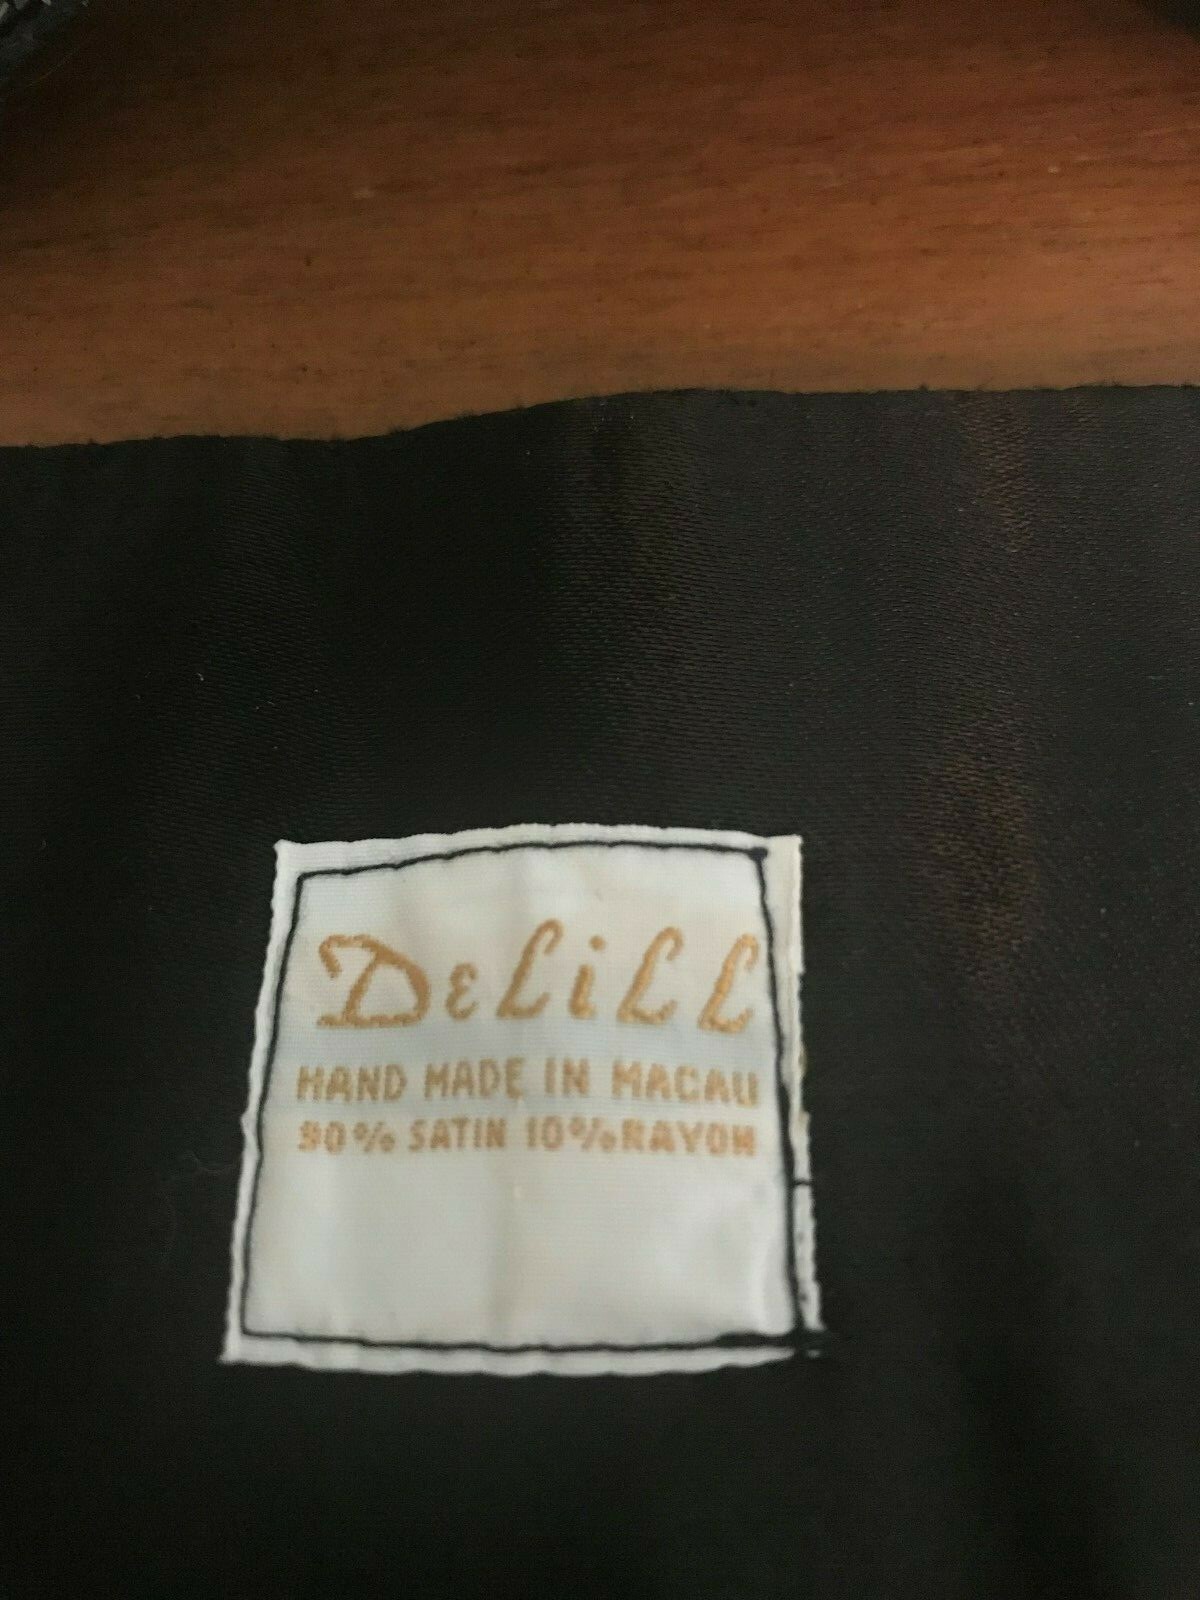 DELiLL
HAND MADE IN MACAU
90% SATIN 10% RAYON